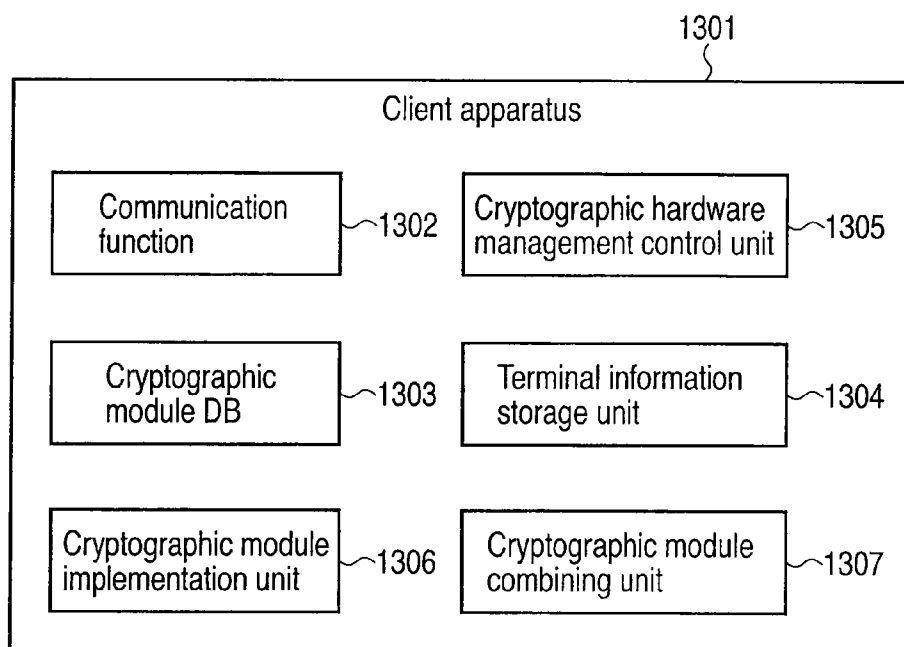 1301
Client apparatus
Communication
function
1302
Cryptographic hardware
management control unit
1305
Cryptographic
module DB
1303
Terminal information
storage unit
1304
Cryptographic module
implementation unit
1306
Cryptographic module
combining unit
1307